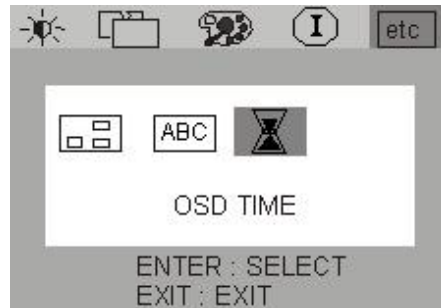 I etc
ABC
OSD TIME
ENTER : SELECT
EXIT : EXIT